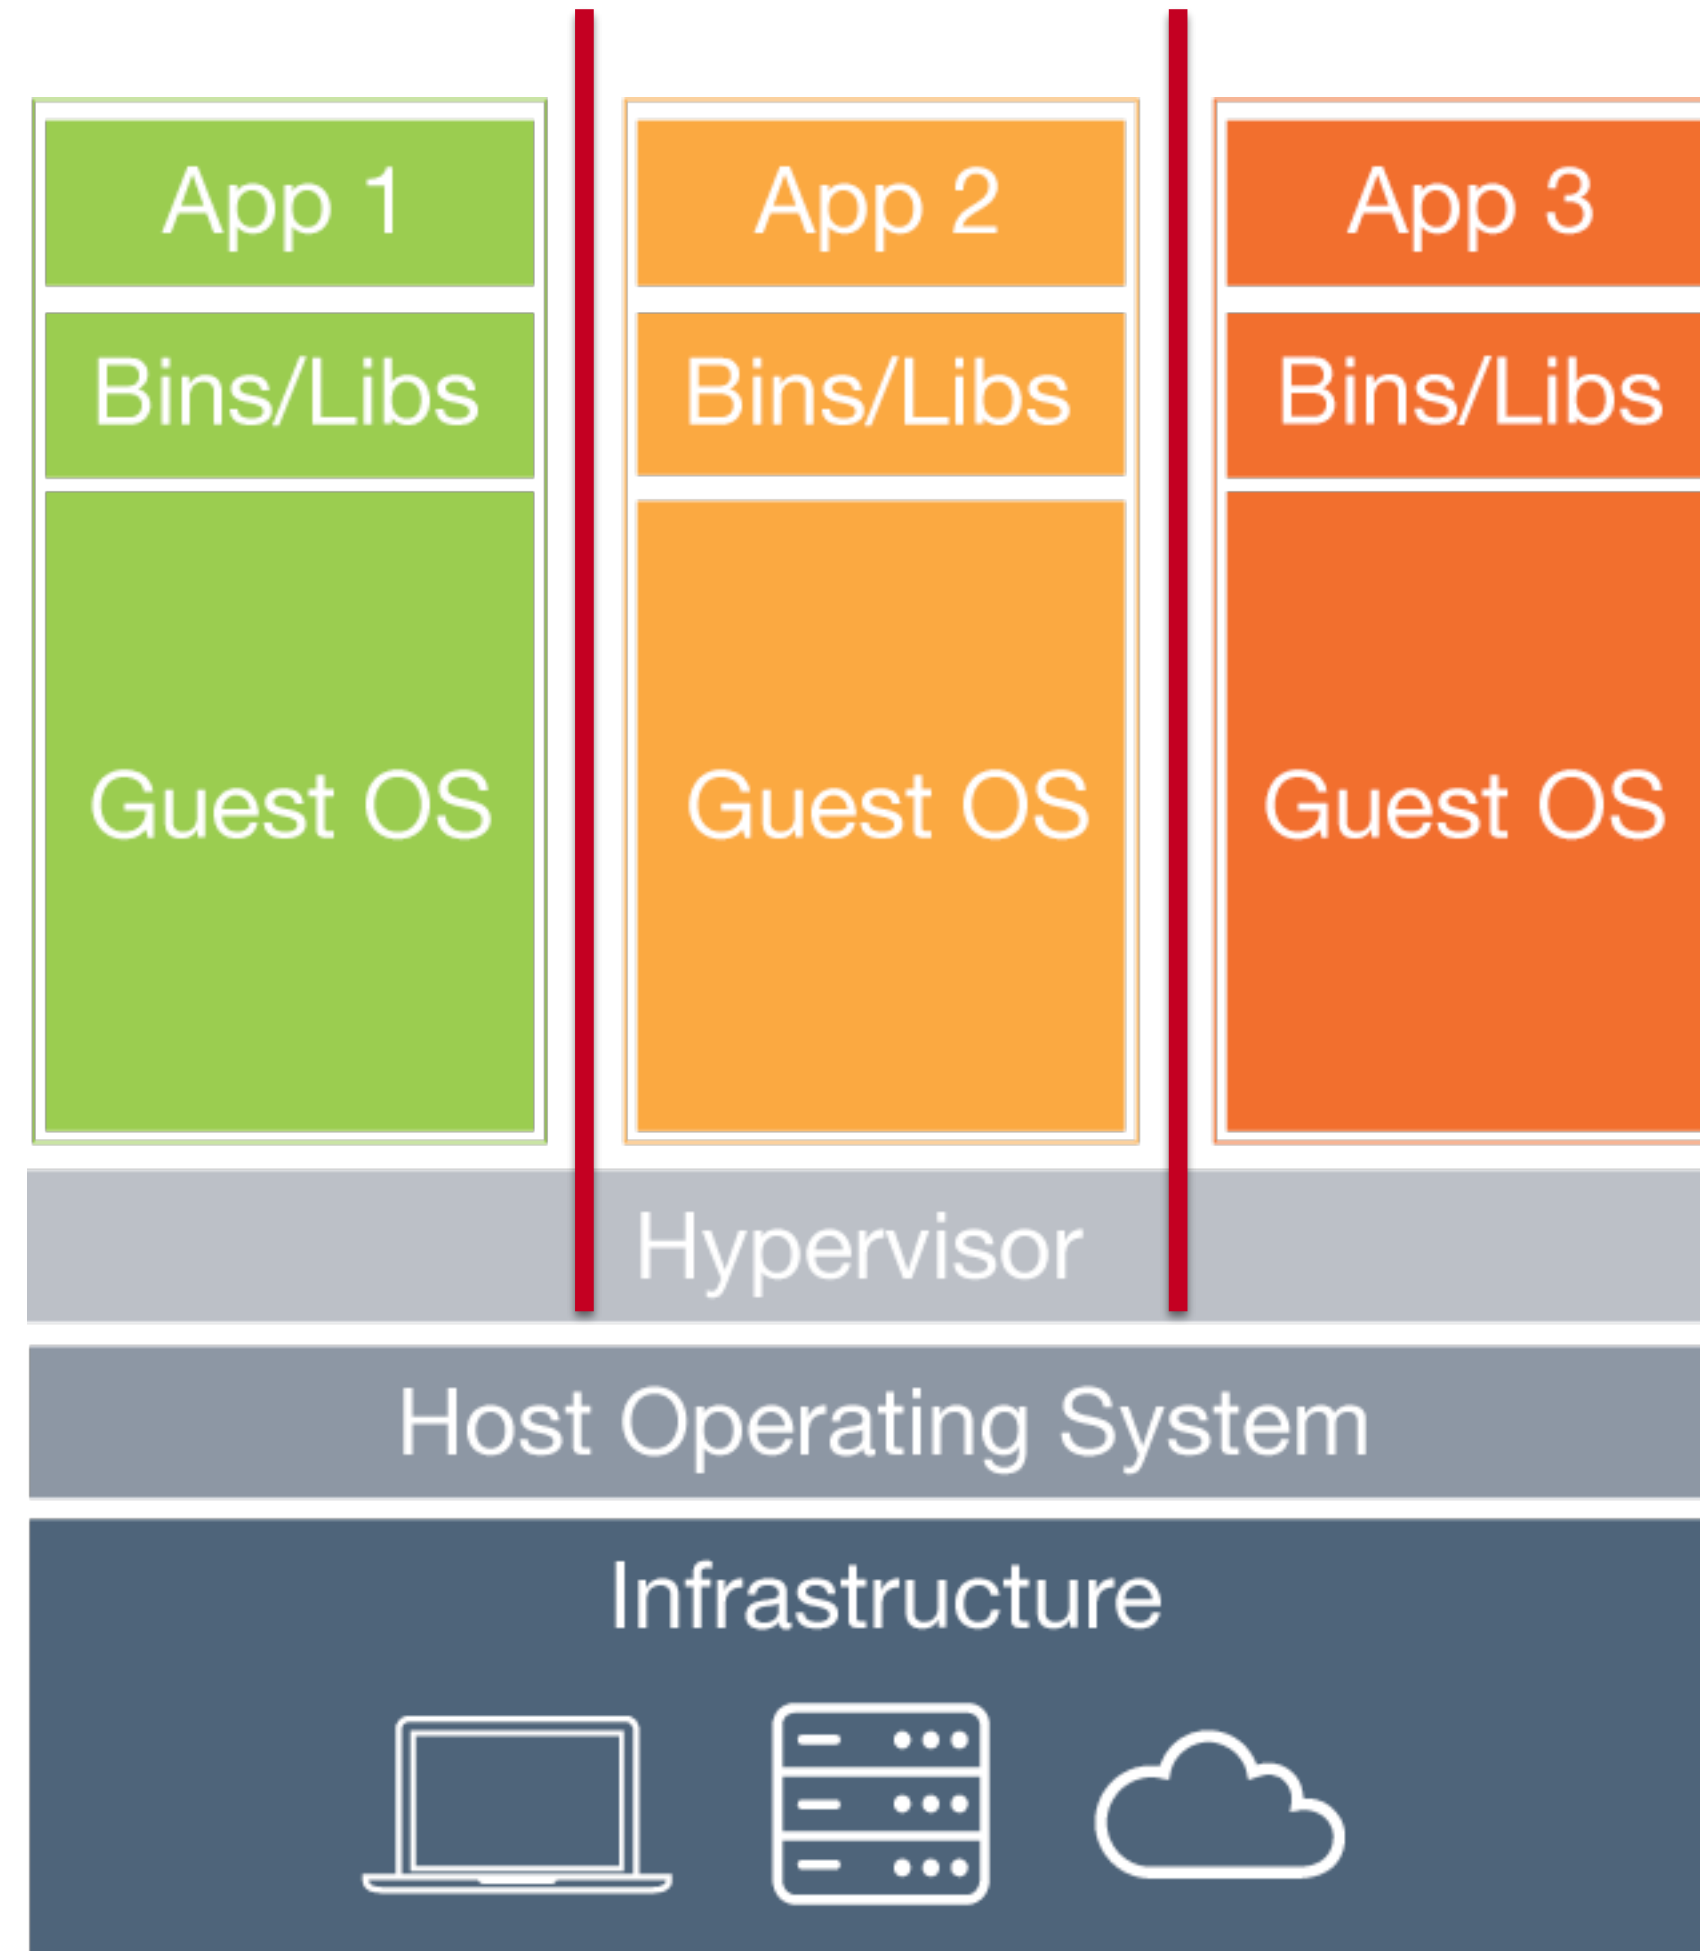 App 1
App 2
App 3
Bins/Libs
Bins/Libs
Bins/Libs
Guest OS
Guest OS
Guest OS
Hypervisor
Host Operating System
Infrastructure